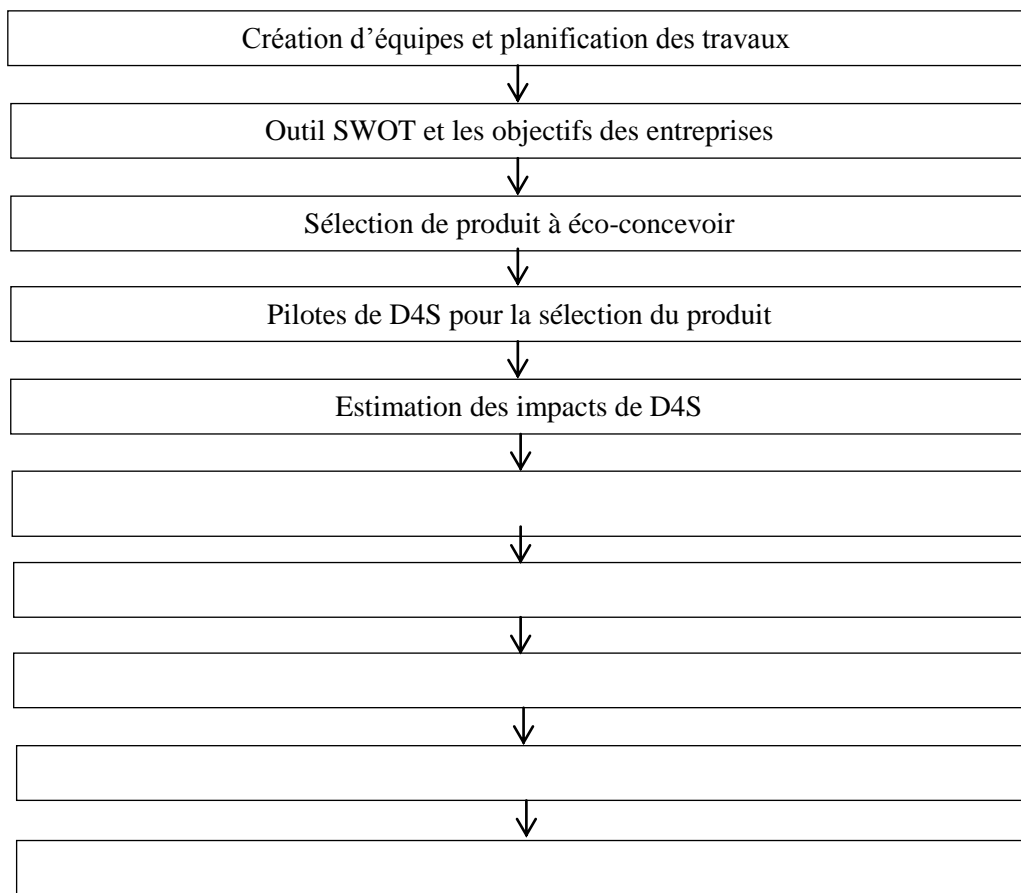 Création d’équipes et planification des travaux
Outil SWOT et les objectifs des entreprises
Sélection de produit à éco-concevoir
Pilotes de D4S pour la sélection du produit
Estimation des impacts de D4S